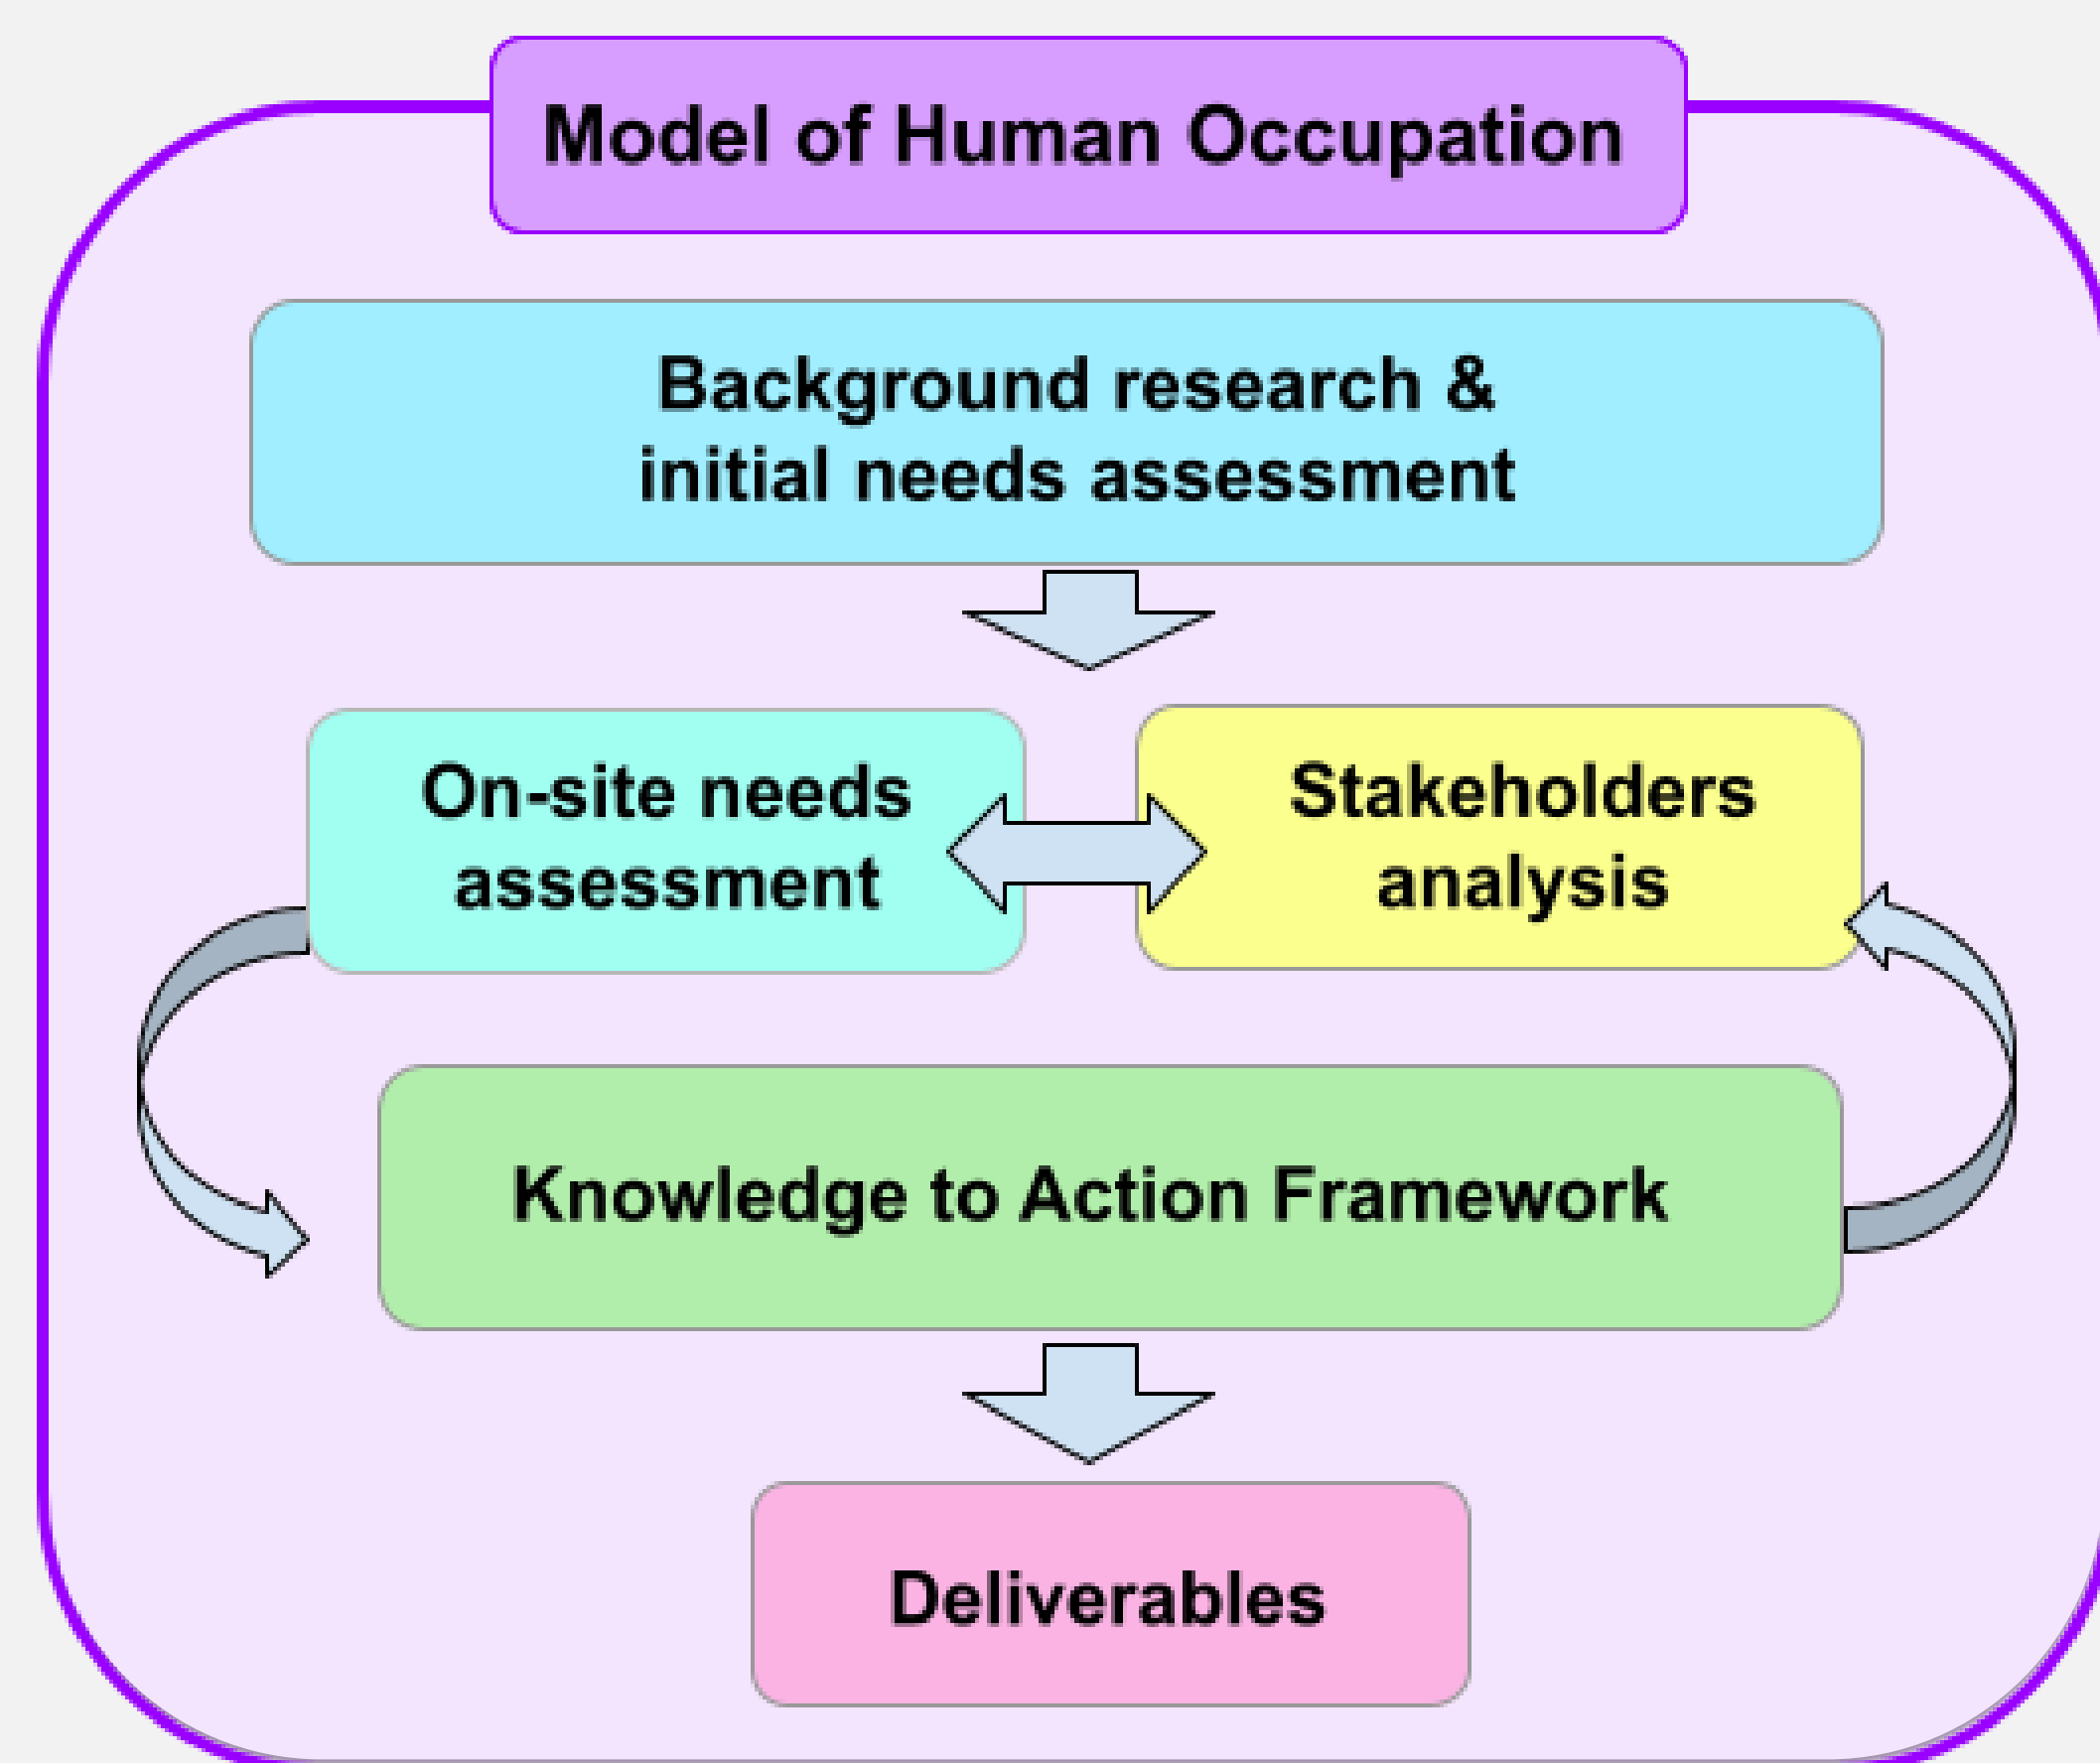 Model of Human Occupation
Background research &
initial needs assessment
On-site needs
assessment
Stakeholders
analysis
Knowledge to Action Framework
Deliverables